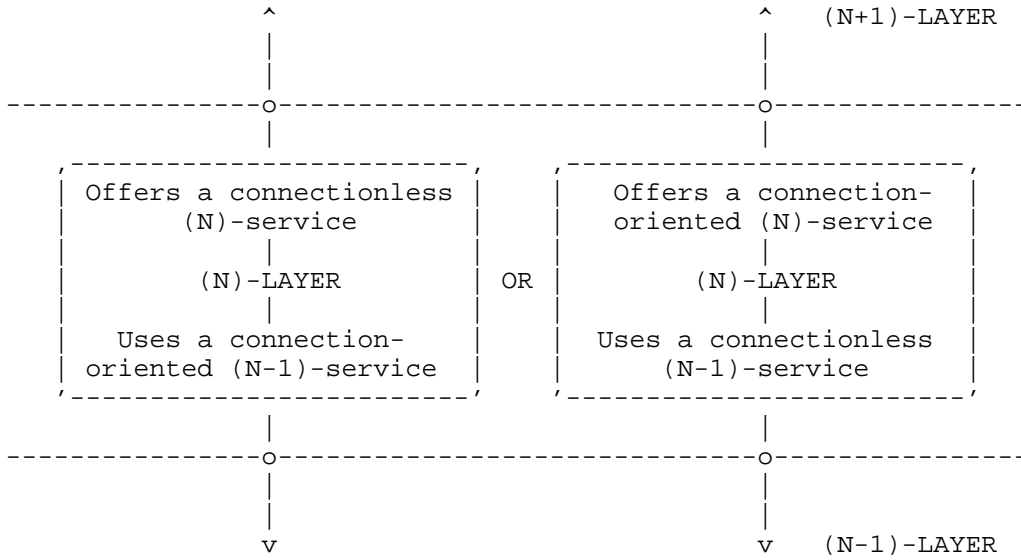 (N+1)-LAYER
Offers a connectionless
(N)-service
(N)-LAYER
Uses a connection-
oriented (N-1)-service
OR
Offers a connection-
oriented (N)-service
(N)-LAYER
Uses a connectionless
(N-1)-service
(N-1)-LAYER